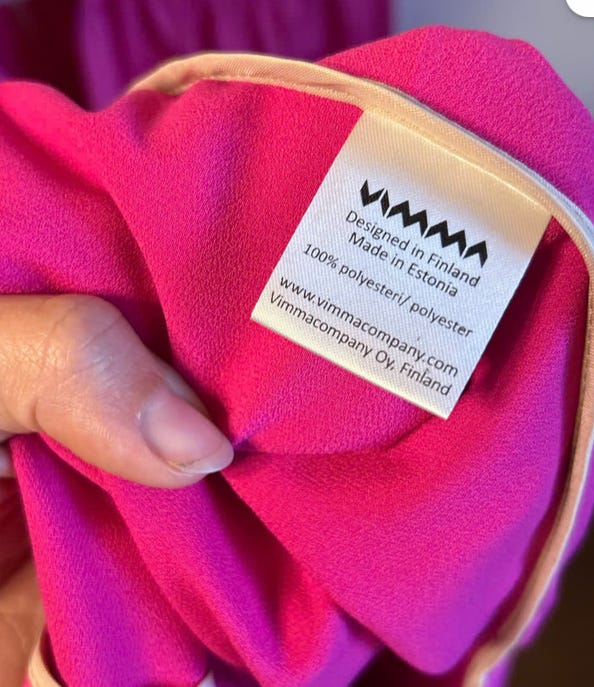 VIMMA
Designed in Finland
Made in Estonia
100% polyesteri/ polyester
www.vimmacompany.com
Vimmacompany Oy, Finland